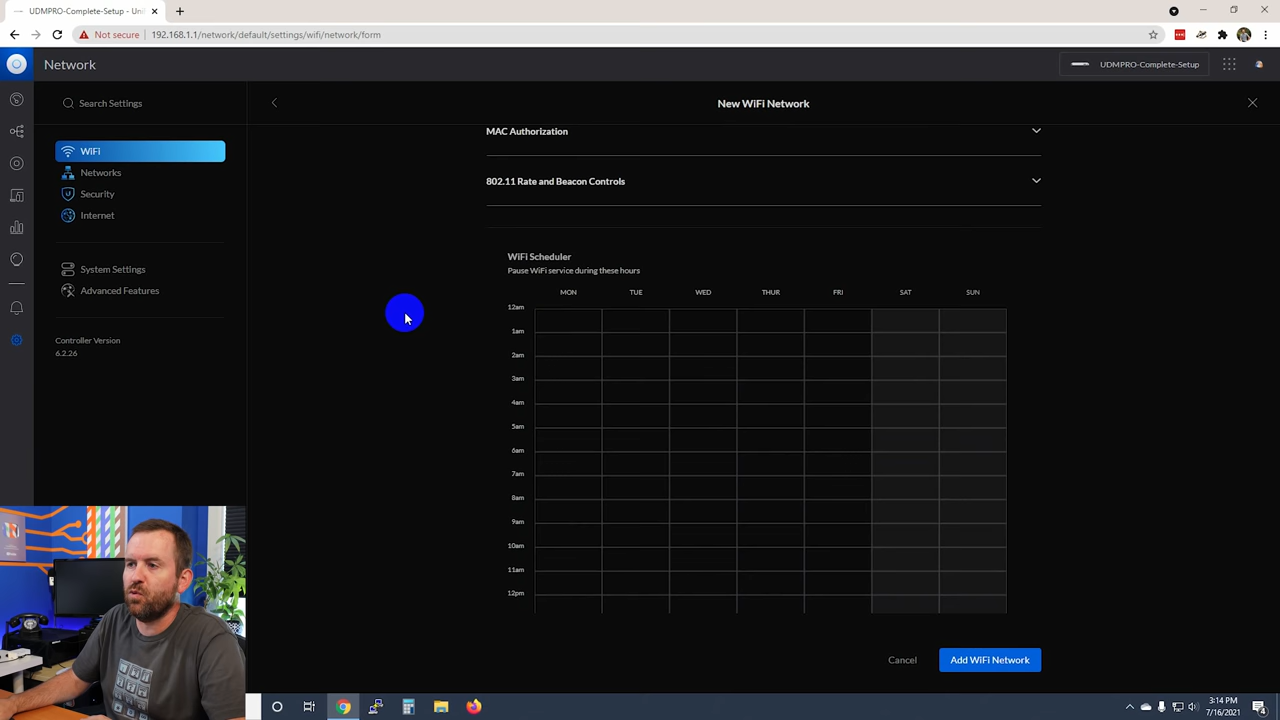 UDMPRO-Complete-Setup - Uni
Not secure
192.168.1.1/network/default/settings/wifi/network/form
Network
UDMPRO-Complete-Setup
Search Settings
WiFi
Networks
Security
Internet
System Settings
Advanced Features
Controller Version
6.2.26
New WiFi Network
MAC Authorization
802.11 Rate and Beacon Controls
WiFi Scheduler
Pause WiFi service during these hours
MON TUE WED THUR FRI SAT SUN
12am
1am
2am
3am
4am
5am
6am
7am
8am
9am
10am
11am
12pm
Cancel
Add WiFi Network
3:14 PM
7/16/2021